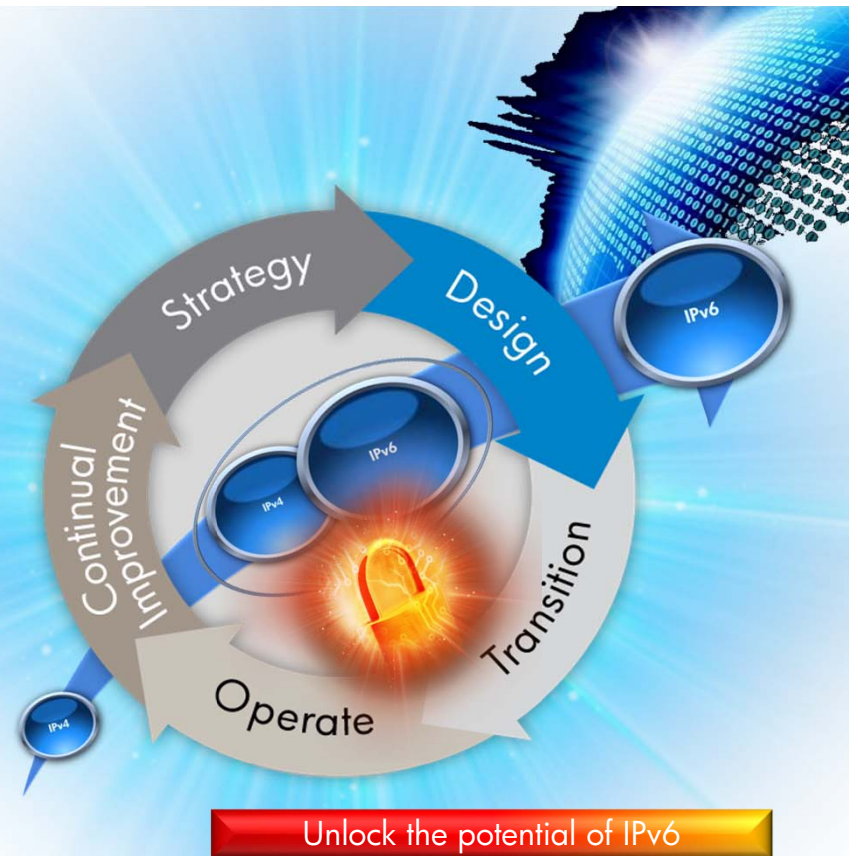 Strategy
Design
IPv6
IPv6
IPv4
Continual
Improvement
Transition
Operate
IPv4
Unlock the potential of IPv6